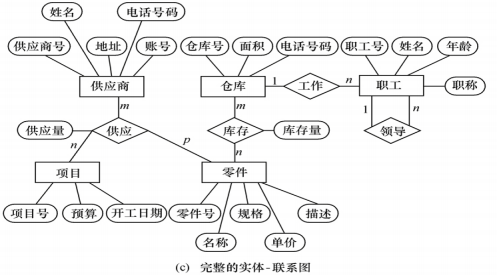 姓名
电话号码
供应商号
地址
账号
仓库号
面积
电话号码
职工号
姓名
年龄
供应商
仓库
1
工作
n
职工
职称
m
m
1
n
供应量
供应
库存
库存量
领导
n
p
n
项目
零件
项目号
预算
开工日期
零件号
规格
描述
名称
单价
(c) 完整的实体-联系图